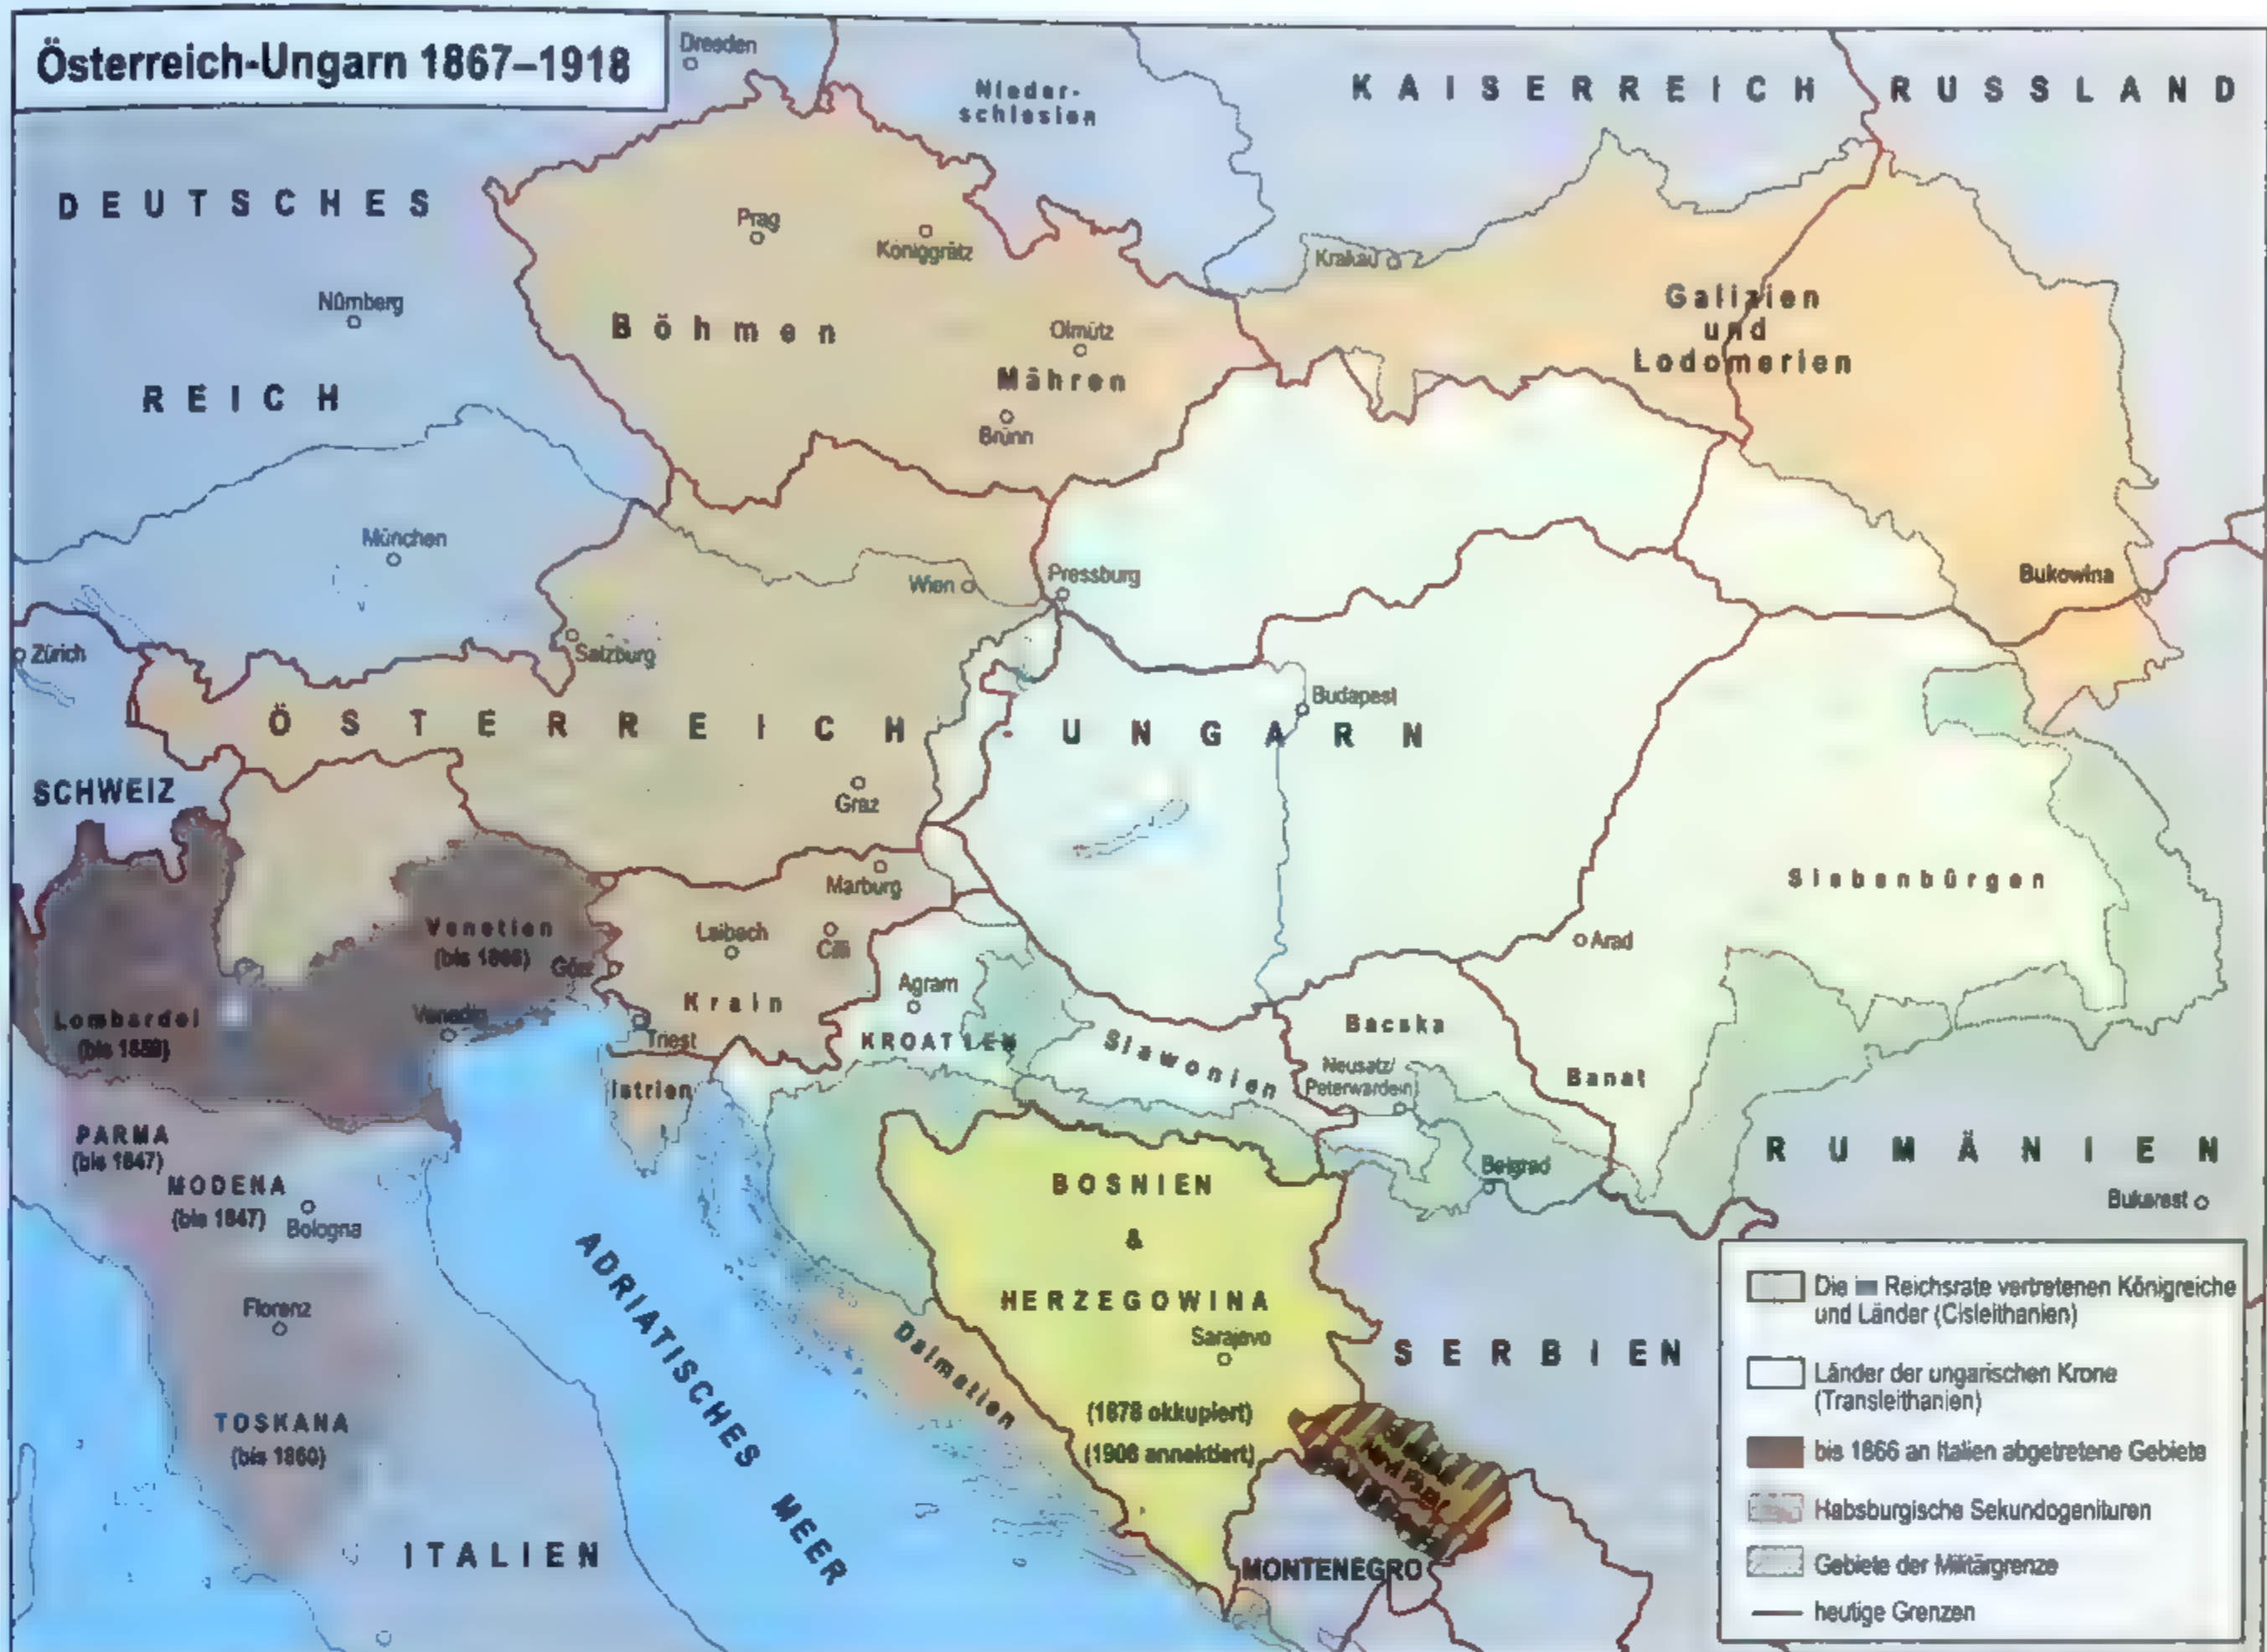 Österreich-Ungarn 1867–1918
Dresden
Nieder-
schlesien
KAISERREICH RUSSLAND
DEUTSCHES
REICH
Prag
Königgrätz
Nürnberg
Böhmen
Olmütz
Mähren
Brünn
Krakau
Galizien
und
Lodomerien
München
Wien
Pressburg
Bukowina
Zürich
Salzburg
Budapest
ÖSTERREICH
UNGARN
SCHWEIZ
Graz
Marburg
Siebenbürgen
Venetien
(bis 1866)
Laibach
Cilli
Görz
Arad
Agram
Krain
Lombardei
(bis 1859)
Venedig
Triest
KROATIEN
Slawonien
Bacska
Neusatz/
Peterwardein
Banat
Istrien
PARMA
(bis 1847)
MODENA
(bis 1847)
Bologna
BOSNIEN
&
HERZEGOWINA
Belgrad
RUMÄNIEN
Bukarest
ADRIATISCHES MEER
Florenz
Dalmatien
Sarajevo
SERBIEN
(1878 okkupiert)
(1908 annektiert)
TOSKANA
(bis 1860)
ITALIEN
MONTENEGRO
Die im Reichsrate vertretenen Königreiche
und Länder (Cisleithanien)
Länder der ungarischen Krone
(Transleithanien)
bis 1866 an Italien abgetretene Gebiete
Habsburgische Sekundogenituren
Gebiete der Militärgrenze
heutige Grenzen